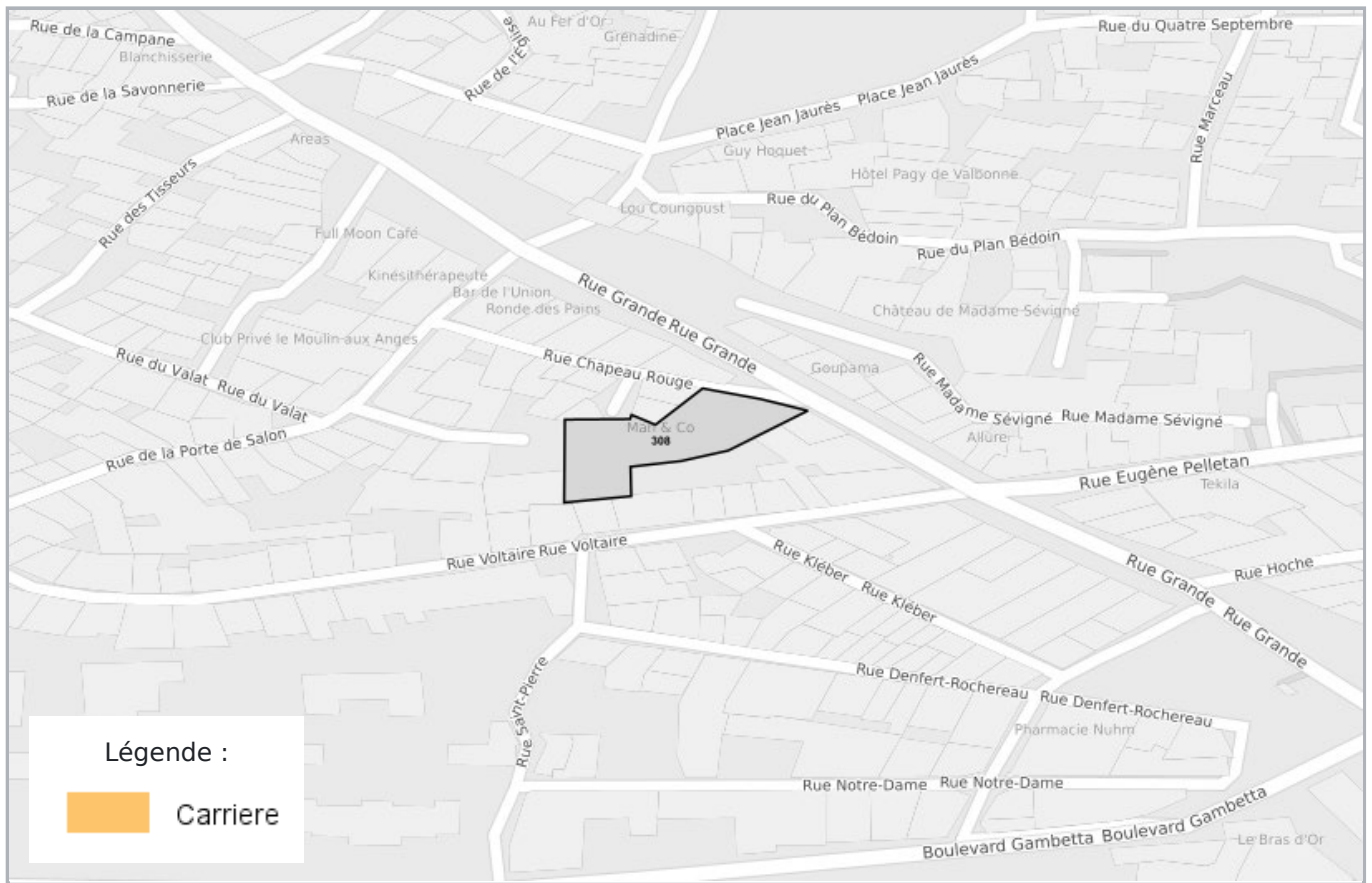 Rue de la Campane
Blanchisserie
Rue de la Savonnerie
Au Fer d'Or
Grenadine
Rue de l'Eglise
Rue du Quatre Septembre
Place Jean Jaurès
Place Jean Jaurès
Guy Hoquet
Rue Marceau
Areas
Rue des Tisseurs
Hôtel Pagy de Valbonne
Lou Coungoust
Rue du Plan Bédoin
Rue du Plan Bédoin
Full Moon Café
Kinésithérapeute
Bar de l'Union
Ronde des Pains
Rue Grande
Rue Grande
Château de Madame Sévigné
Club Privé le Moulin aux Anges
Rue du Valat
Rue du Valat
Rue Chapeau Rouge
Goupama
Rue Madame Sévigné
Rue Madame Sévigné
Allûre
Man & Co
308
Rue de la Porte de Salon
Rue Eugène Pelletan
Tekila
Rue Voltaire
Rue Voltaire
Rue Kléber
Rue Kléber
Rue Grande
Rue Grande
Rue Hoche
Rue Saint-Pierre
Rue Denfert-Rochereau
Rue Denfert-Rochereau
Pharmacie Nuhm
Rue Notre-Dame
Rue Notre-Dame
Boulevard Gambetta
Boulevard Gambetta
Le Bras d'Or
Légende :
Carriere